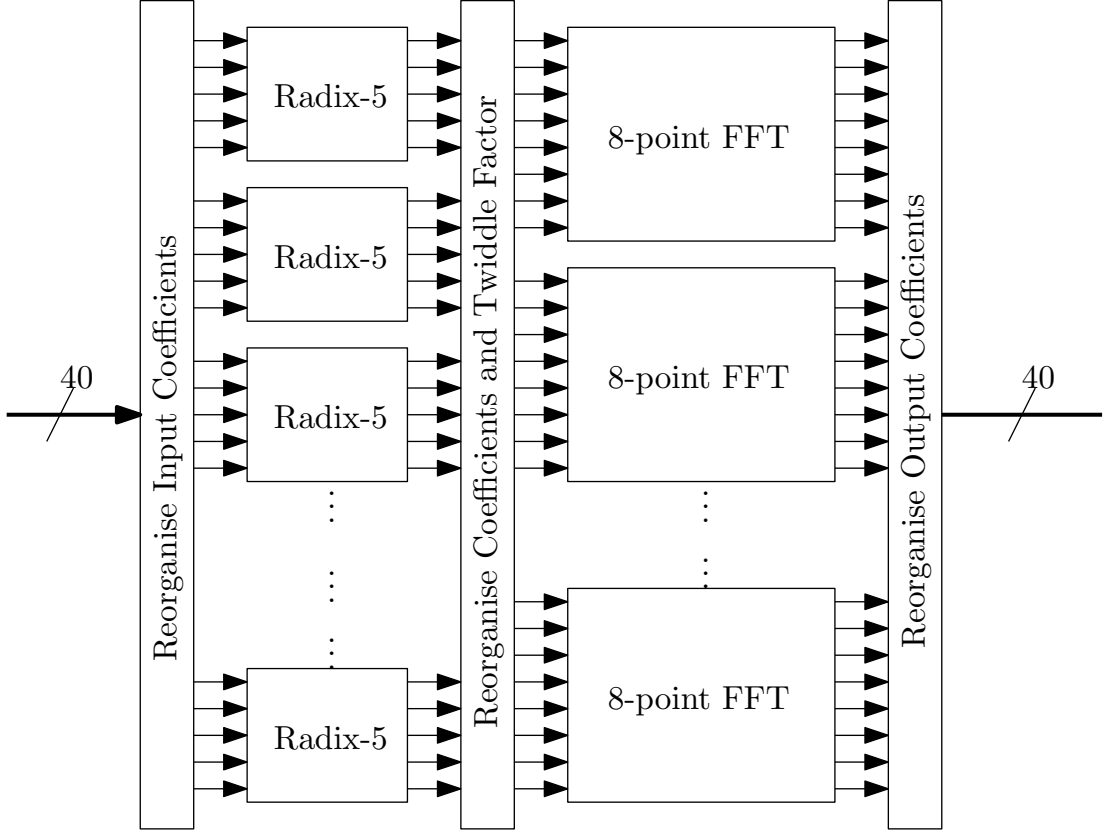 40
Reorganise Input Coefficients
Radix-5
Radix-5
Radix-5
Radix-5
Reorganise Coefficients and Twiddle Factor
8-point FFT
8-point FFT
8-point FFT
Reorganise Output Coefficients
40